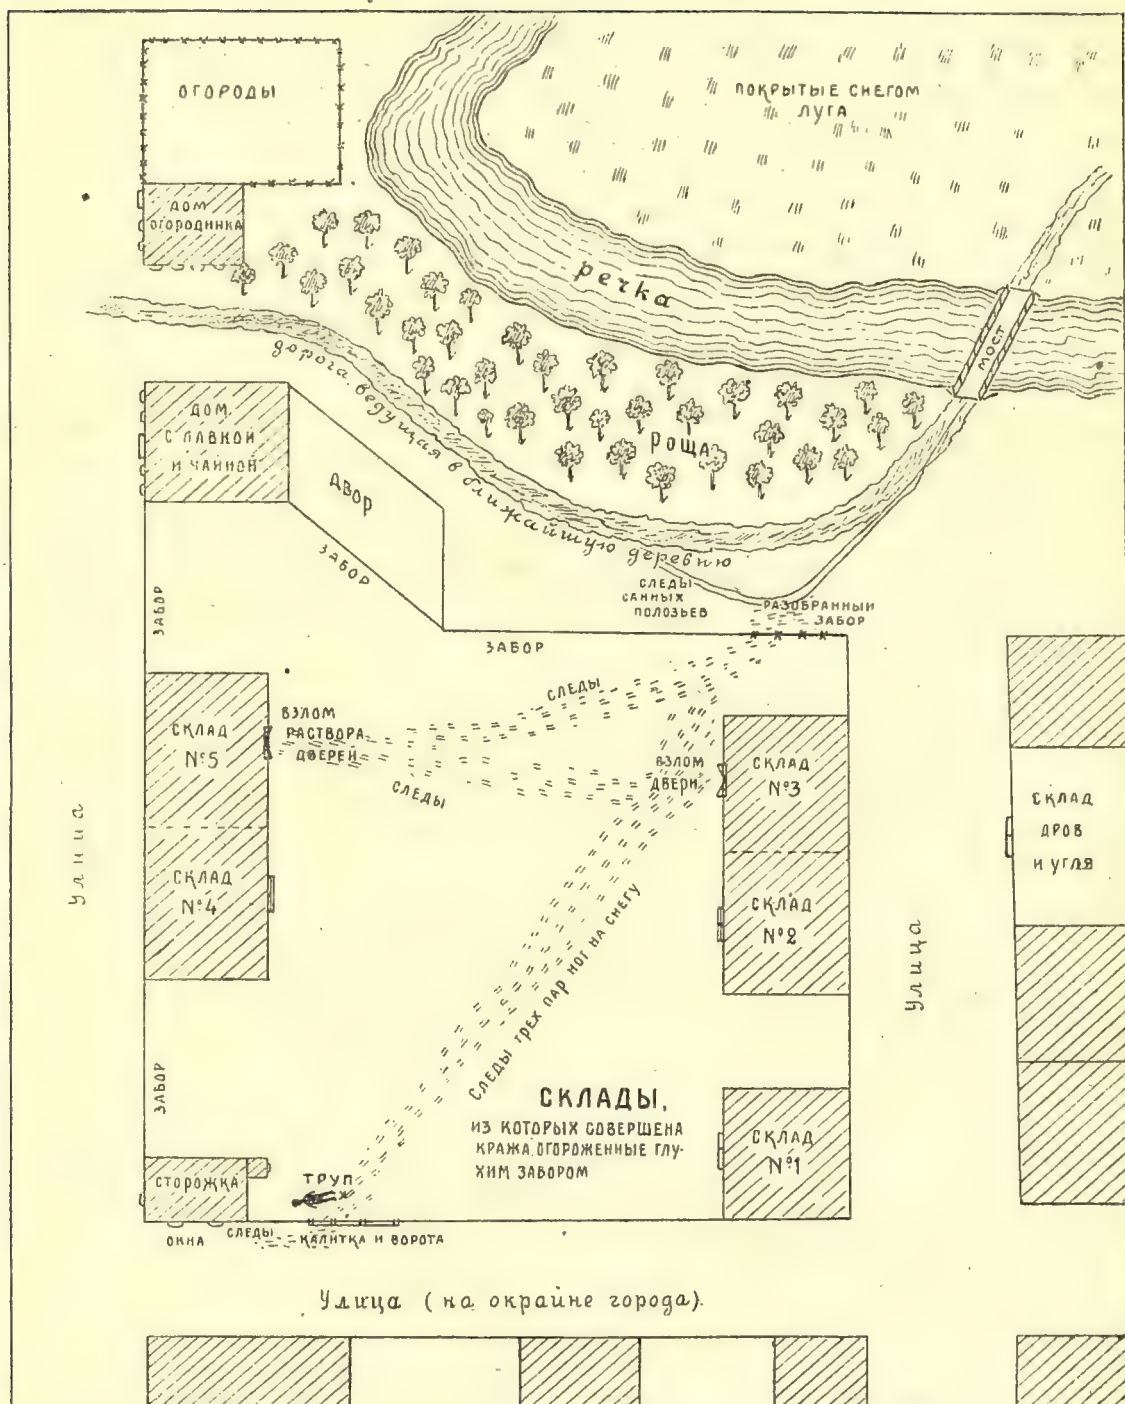 ОГОРОДЫ
ПОКРЫТЫЕ СНЕГОМ
ЛУГА
ДОМ
ОГОРОДНИКА
речка
МОСТ
дорога, ведущая в ближайшую деревню
ДОМ
С ЛАВКОЙ
И ЧАЙНОЙ
ДВОР
РОЩА
ЗАБОР
ЗАБОР
СЛЕДЫ
САННЫХ
ПОЛОЗЬЕВ
РАЗОБРАННЫЙ
ЗАБОР
ЗАБОР
СЛЕДЫ
СКЛАД
№5
ВЗЛОМ
РАСТВОРА
ДВЕРЕЙ
СЛЕДЫ
ВЗЛОМ
ДВЕРИ
СКЛАД
№3
СКЛАД
ДРОВ
И УГЛЯ
Улица
СКЛАД
№4
СКЛАД
№2
Улица
СЛЕДЫ ТРЕХ ПАР НОГ НА СНЕГУ
ЗАБОР
СКЛАДЫ,
ИЗ КОТОРЫХ СОВЕРШЕНА
КРАЖА, ОГОРОЖЕННЫЕ ГЛУ-
ХИМ ЗАБОРОМ
СКЛАД
№1
СТОРОЖКА
ТРУП
ОКНА
СЛЕДЫ
КАЛИТКА И ВОРОТА
Улица (на окрайне города).